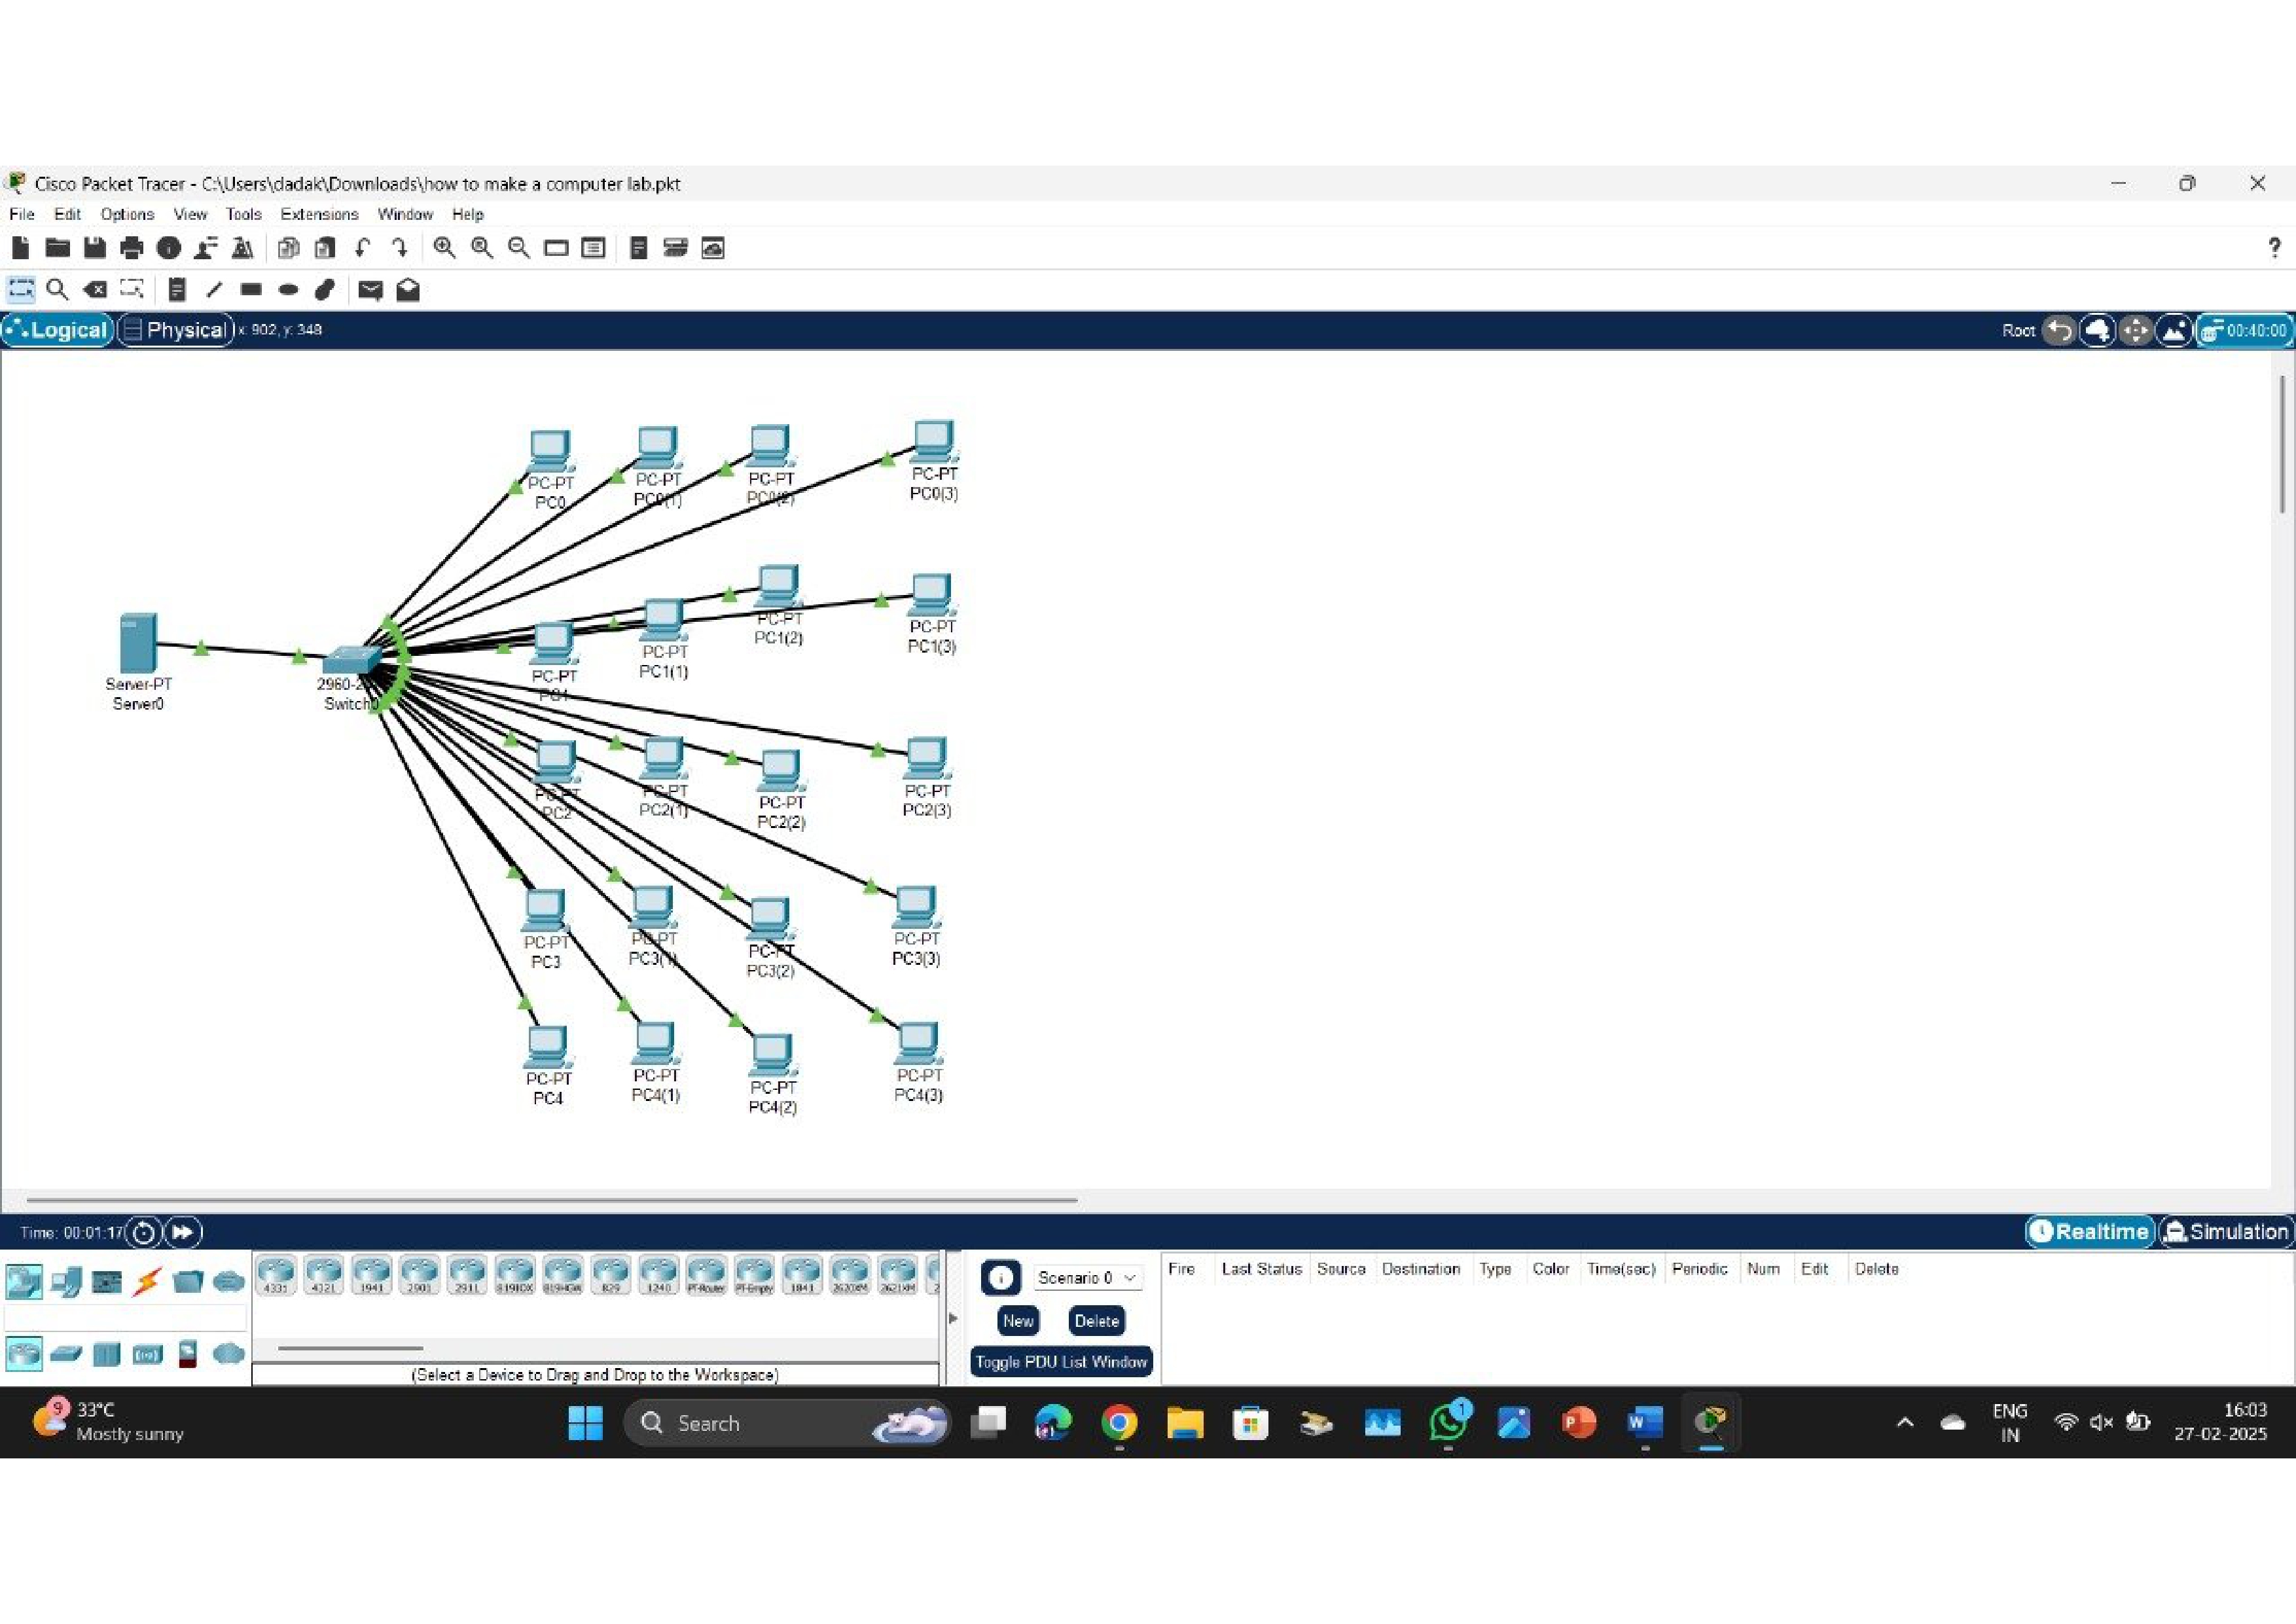 Cisco Packet Tracer - C:\Users\dadak\Downloads\how to make a computer lab.pkt
File Edit Options View Tools Extensions Window Help
?
Logical Physical x: 902, y: 348 Root 00:40:00
PC-PT
PC0
PC-PT
PC0(1)
PC-PT
PC0(2)
PC-PT
PC0(3)
PC-PT
PC1
PC-PT
PC1(1)
PC-PT
PC1(2)
PC-PT
PC1(3)
Server-PT
Server0
2960-2
Switch0
PC-PT
PC2
PC-PT
PC2(1)
PC-PT
PC2(2)
PC-PT
PC2(3)
PC-PT
PC3
PC-PT
PC3(1)
PC-PT
PC3(2)
PC-PT
PC3(3)
PC-PT
PC4
PC-PT
PC4(1)
PC-PT
PC4(2)
PC-PT
PC4(3)
Time: 00:01:17 Realtime Simulation
4331 4321 1941 2901 2911 819IOX 819HGW 829 1240 PT-Router PT-Empty 1841 2620XM 2621XM 2
(Select a Device to Drag and Drop to the Workspace)
Scenario 0
New Delete
Toggle PDU List Window
Fire Last Status Source Destination Type Color Time(sec) Periodic Num Edit Delete
9 33°C
Mostly sunny
Search
1
ENG
IN
16:03
27-02-2025